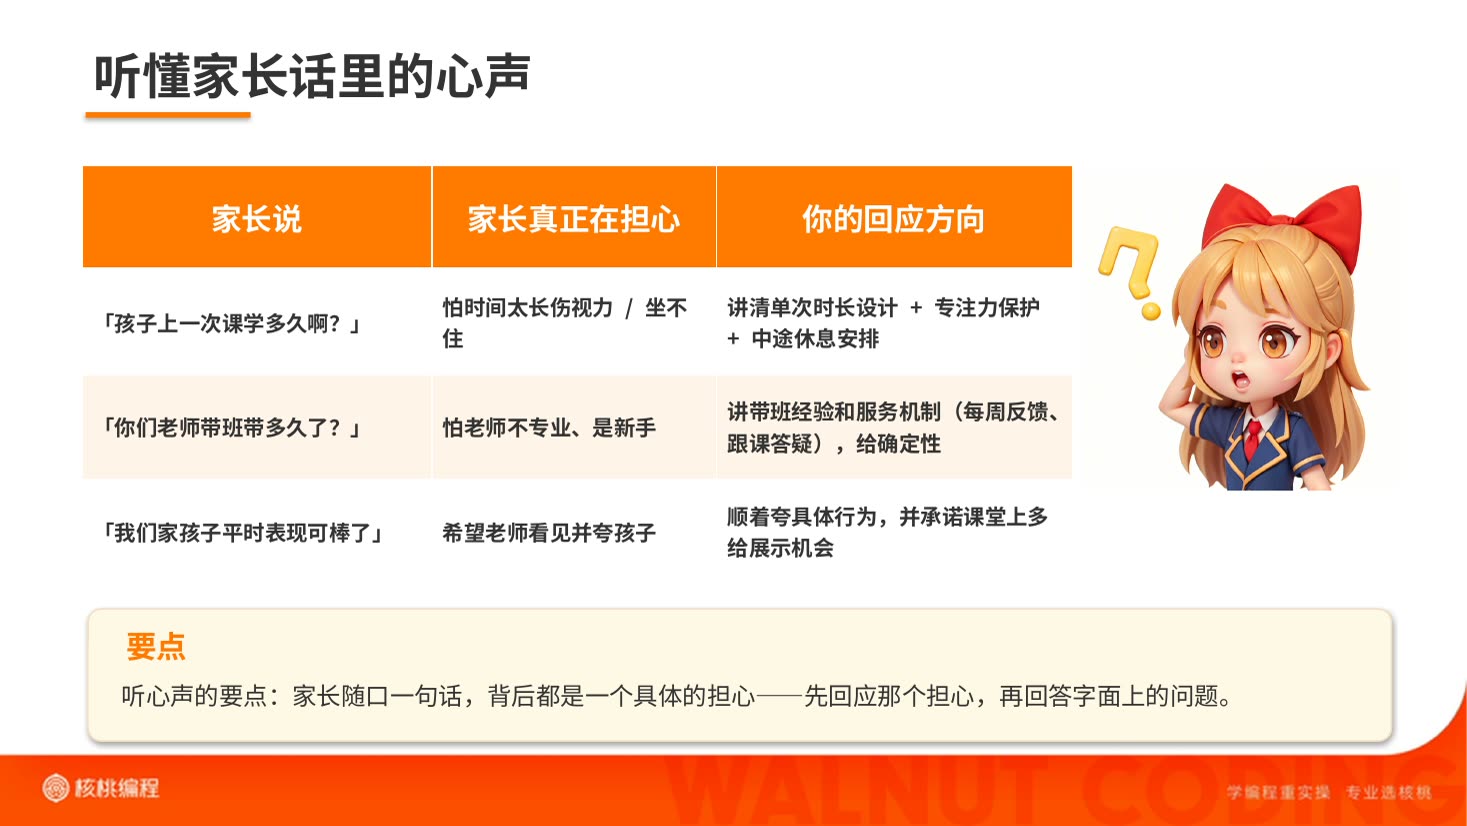 听懂家长话里的心声
家长说
家长真正在担心
你的回应方向
「孩子上一次课学多久啊？」
怕时间太长伤视力 / 坐不
住
讲清单次时长设计 + 专注力保护
+ 中途休息安排
「你们老师带班带多久了？」
怕老师不专业、是新手
讲带班经验和服务机制（每周反馈、
跟课答疑），给确定性
「我们家孩子平时表现可棒了」
希望老师看见并夸孩子
顺着夸具体行为，并承诺课堂上多
给展示机会
要点
听心声的要点：家长随口一句话，背后都是一个具体的担心——先回应那个担心，再回答字面上的问题。
核桃编程
WALNUT CODING
学编程重实操 专业选核桃